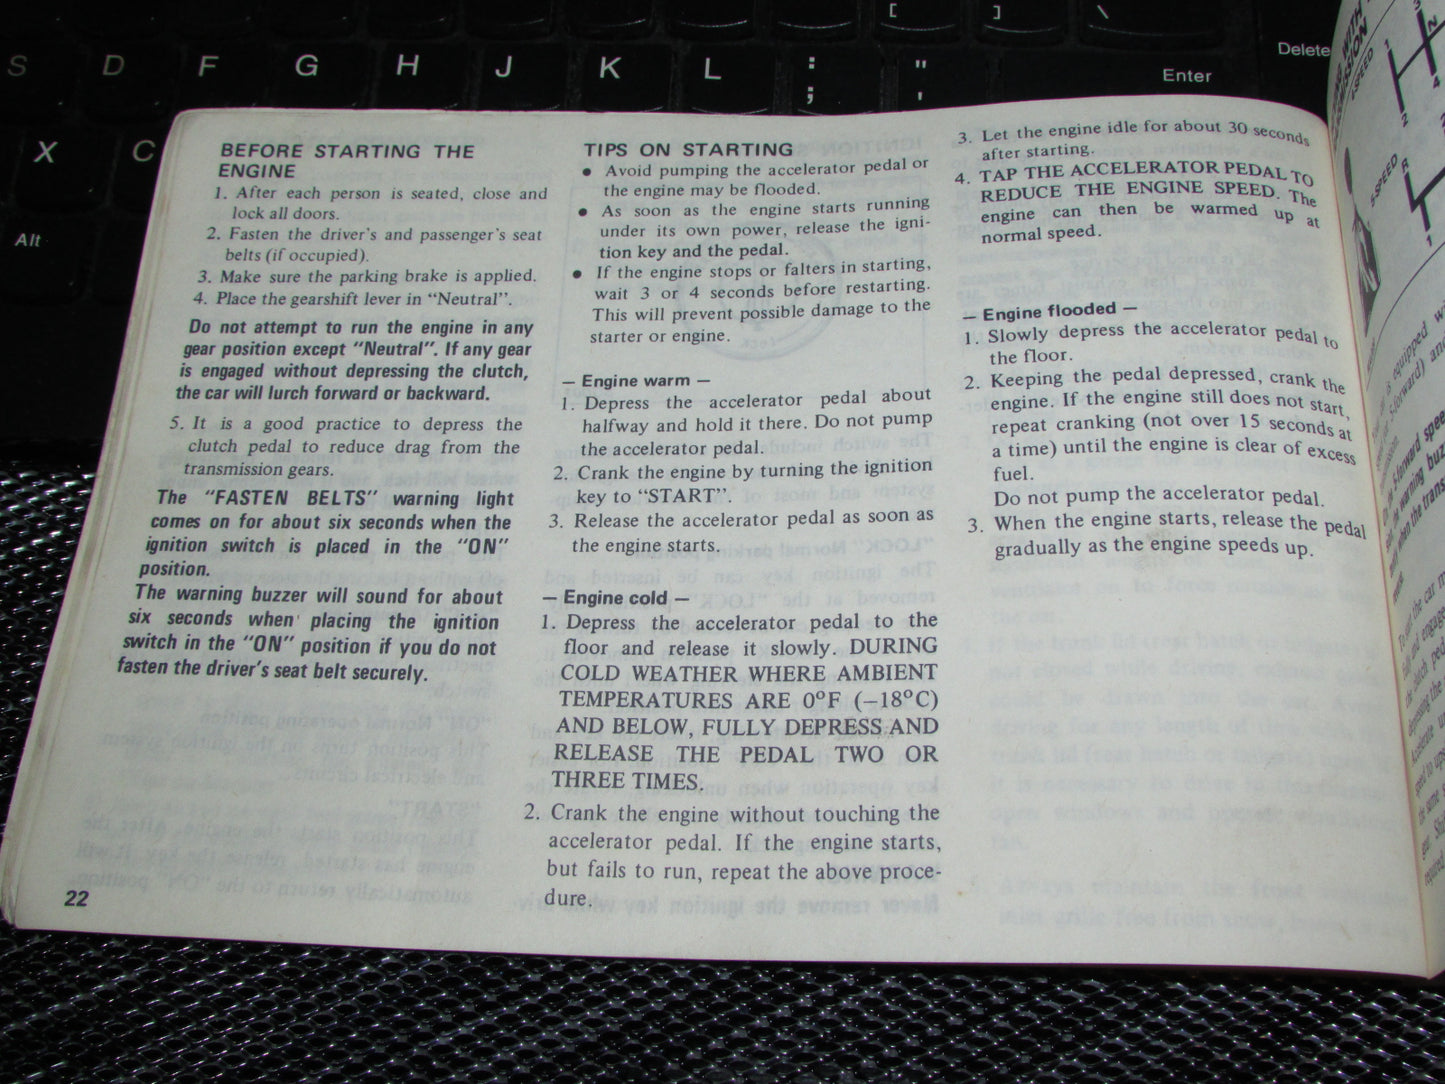 [
]
\
Delete
S
D
F
G
H
J
K
L
:
;
"
'
Enter
X
C
Alt
BEFORE STARTING THE
ENGINE
1. After each person is seated, close and
lock all doors.
2. Fasten the driver's and passenger's seat
belts (if occupied).
3. Make sure the parking brake is applied.
4. Place the gearshift lever in “Neutral”.
Do not attempt to run the engine in any
gear position except “Neutral”. If any gear
is engaged without depressing the clutch,
the car will lurch forward or backward.
5. It is a good practice to depress the
clutch pedal to reduce drag from the
transmission gears.
The “FASTEN BELTS” warning light
comes on for about six seconds when the
ignition switch is placed in the “ON”
position.
The warning buzzer will sound for about
six seconds when placing the ignition
switch in the “ON” position if you do not
fasten the driver's seat belt securely.
22
TIPS ON STARTING
● Avoid pumping the accelerator pedal or
the engine may be flooded.
● As soon as the engine starts running
under its own power, release the igni-
tion key and the pedal.
● If the engine stops or falters in starting,
wait 3 or 4 seconds before restarting.
This will prevent possible damage to the
starter or engine.
— Engine warm —
1. Depress the accelerator pedal about
halfway and hold it there. Do not pump
the accelerator pedal.
2. Crank the engine by turning the ignition
key to “START”.
3. Release the accelerator pedal as soon as
the engine starts.
— Engine cold —
1. Depress the accelerator pedal to the
floor and release it slowly. DURING
COLD WEATHER WHERE AMBIENT
TEMPERATURES ARE 0°F (−18°C)
AND BELOW, FULLY DEPRESS AND
RELEASE THE PEDAL TWO OR
THREE TIMES.
2. Crank the engine without touching the
accelerator pedal. If the engine starts,
but fails to run, repeat the above proce-
dure.
3. Let the engine idle for about 30 seconds
after starting.
4. TAP THE ACCELERATOR PEDAL TO
REDUCE THE ENGINE SPEED. The
engine can then be warmed up at
normal speed.
— Engine flooded —
1. Slowly depress the accelerator pedal to
the floor.
2. Keeping the pedal depressed, crank the
engine. If the engine still does not start,
repeat cranking (not over 15 seconds at
a time) until the engine is clear of excess
fuel.
Do not pump the accelerator pedal.
3. When the engine starts, release the pedal
gradually as the engine speeds up.
WITH
4-SPEED
1
3
N
2
4
5-SPEED
R
1
is equipped